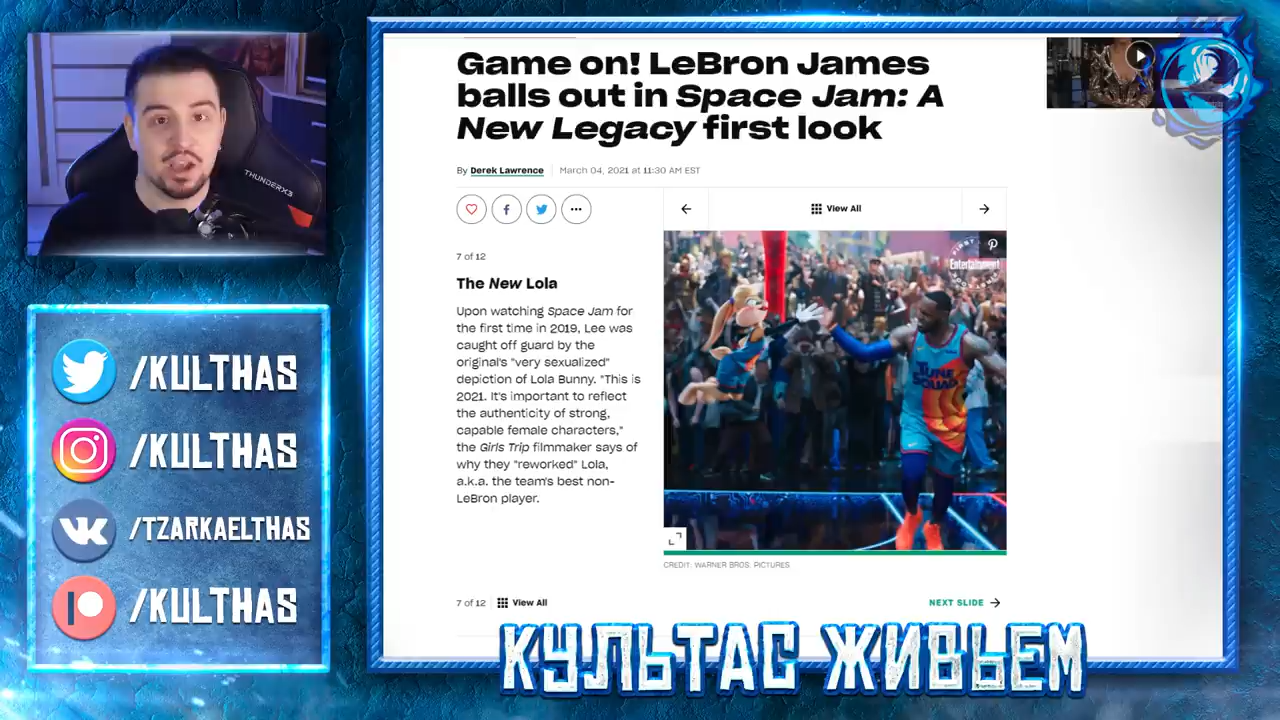 Game on! LeBron James
balls out in Space Jam: A
New Legacy first look
By Derek Lawrence
March 04, 2021 at 11:30 AM EST
View All
7 of 12
The New Lola
Upon watching Space Jam for
the first time in 2019, Lee was
caught off guard by the
original's "very sexualized"
depiction of Lola Bunny. "This is
2021. It's important to reflect
the authenticity of strong,
capable female characters,"
the Girls Trip filmmaker says of
why they "reworked" Lola,
a.k.a. the team's best non-
LeBron player.
FIRST
Entertainment
TUNE
SQUAD
CREDIT: WARNER BROS. PICTURES
7 of 12
View All
NEXT SLIDE
THUNDERX3
/KULTHAS
/KULTHAS
/TZARKAELTHAS
/KULTHAS
КУЛЬТАС ЖИВЬЕМ